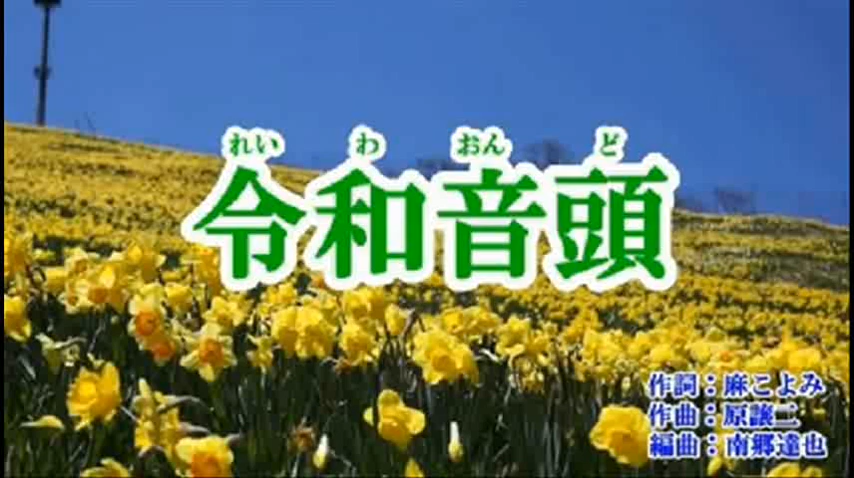 れいわおんど
令和音頭
作詞：麻こよみ
作曲：原譲二
編曲：南郷達也